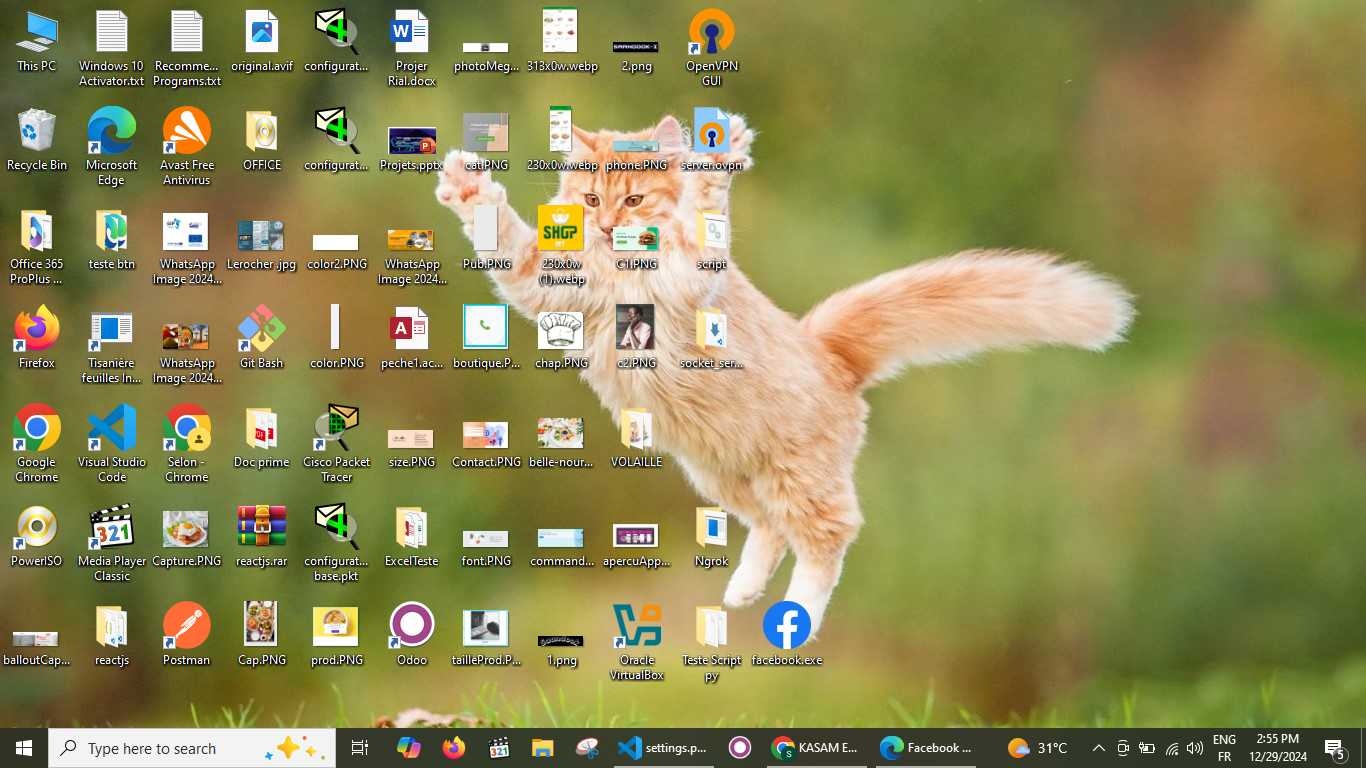 This PC
Windows 10
Activator.txt
Recomme...
Programs.txt
original.avif
configurat...
Projer
Rial.docx
photoMeg...
313x0w.webp
2.png
OpenVPN
GUI
Recycle Bin
Microsoft
Edge
Avast Free
Antivirus
OFFICE
configurat...
Projets.pptx
cat.PNG
230x0w.webp
phone.PNG
server.ovpn
Office 365
ProPlus ...
teste btn
WhatsApp
Image 2024...
Lerocher .jpg
color2.PNG
WhatsApp
Image 2024...
Pub.PNG
SHOP
230x0w
(1).webp
C1.PNG
script
Firefox
Tisanière
feuilles In...
WhatsApp
Image 2024...
Git Bash
color.PNG
peche1.ac...
boutique.P...
chap.PNG
c2.PNG
socket_ser...
Google
Chrome
Visual Studio
Code
Selon -
Chrome
Doc prime
Cisco Packet
Tracer
size.PNG
Contact.PNG
belle-nour...
VOLAILLE
PowerISO
321
Media Player
Classic
Capture.PNG
reactjs.rar
configurat...
base.pkt
ExcelTeste
font.PNG
command...
apercuApp...
Ngrok
balloutCap...
reactjs
Postman
Cap.PNG
prod.PNG
Odoo
tailleProd.P...
1.png
Oracle
VirtualBox
Teste Script
py
facebook.exe
Type here to search
321
settings.p...
KASAM E...
Facebook ...
31°C
ENG
FR
2:55 PM
12/29/2024
5